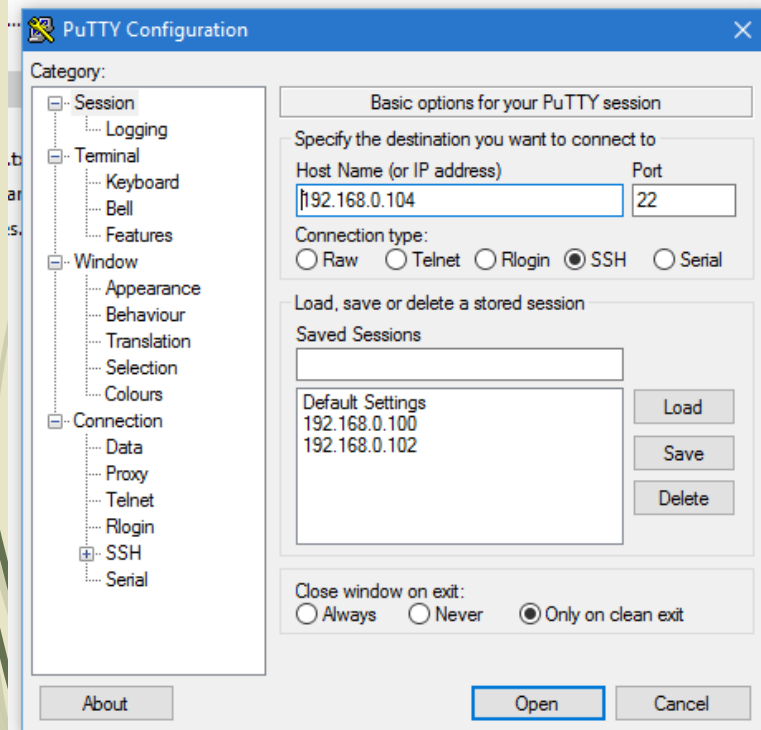 PuTTY Configuration
Category:
Session
Logging
Terminal
Keyboard
Bell
Features
Window
Appearance
Behaviour
Translation
Selection
Colours
Connection
Data
Proxy
Telnet
Rlogin
SSH
Serial
Basic options for your PuTTY session
Specify the destination you want to connect to
Host Name (or IP address) Port
192.168.0.104 22
Connection type:
Raw Telnet Rlogin SSH Serial
Load, save or delete a stored session
Saved Sessions
Default Settings
192.168.0.100
192.168.0.102
Load
Save
Delete
Close window on exit:
Always Never Only on clean exit
About Open Cancel